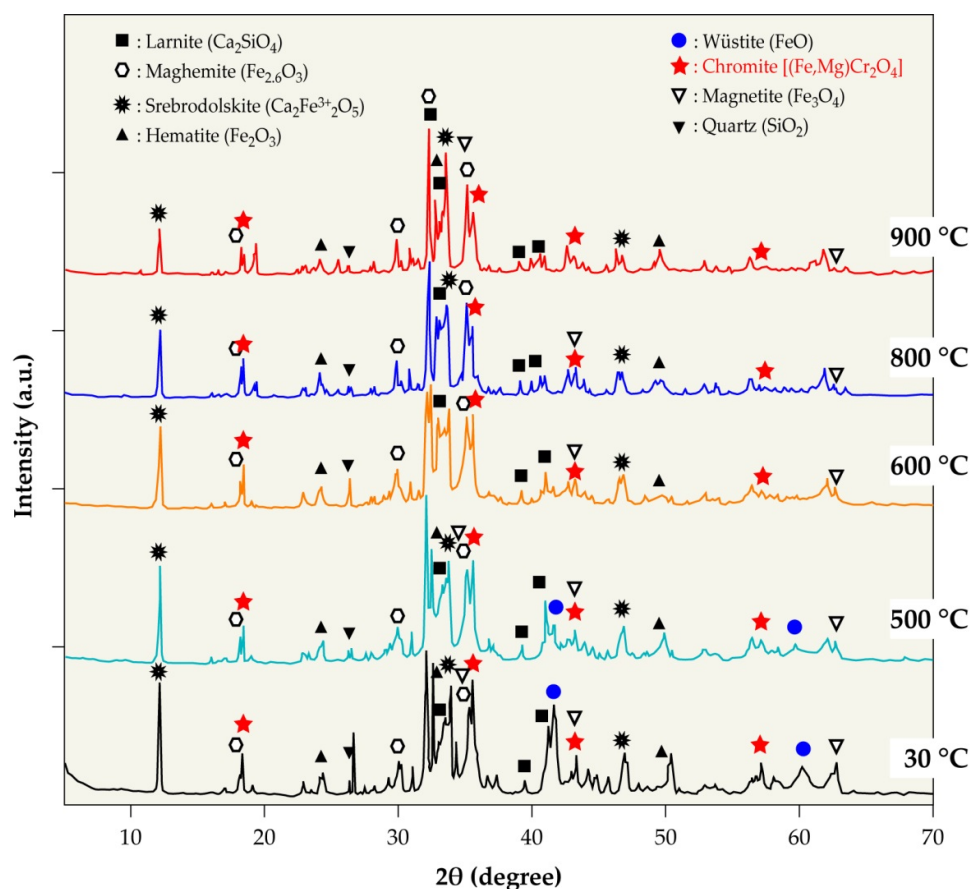 : Larnite (Ca₂SiO₄)
: Maghemite (Fe₂.₆O₃)
: Srebrodolskite (Ca₂Fe³⁺₂O₅)
: Hematite (Fe₂O₃)
: Wüstite (FeO)
: Chromite [(Fe,Mg)Cr₂O₄]
: Magnetite (Fe₃O₄)
: Quartz (SiO₂)
900 °C
800 °C
600 °C
500 °C
30 °C
Intensity (a.u.)
10 20 30 40 50 60 70
2θ (degree)